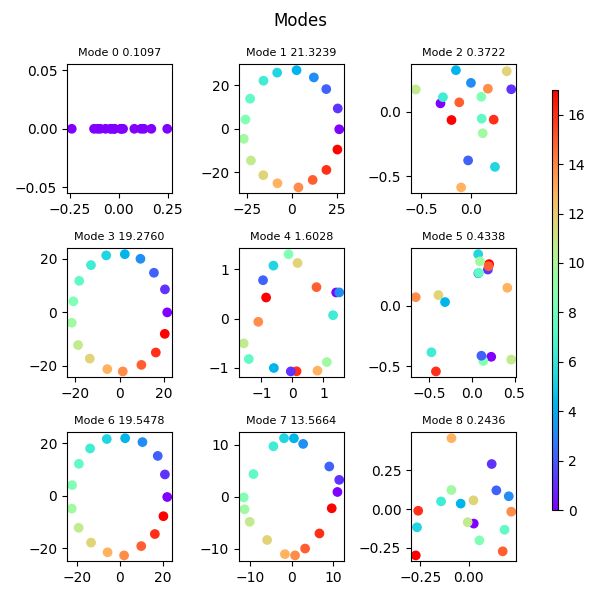 Modes
Mode 0 0.1097
Mode 1 21.3239
Mode 2 0.3722
0.05
0.00
−0.05
−0.25 0.00 0.25
20
0
−20
−25 0 25
0.0
−0.5
−0.5 0.0
Mode 3 19.2760
Mode 4 1.6028
Mode 5 0.4338
20
0
−20
−20 0 20
1
0
−1
−1 0 1
0.0
−0.5
−0.5 0.0 0.5
Mode 6 19.5478
Mode 7 13.5664
Mode 8 0.2436
20
0
−20
−20 0 20
10
5
0
−5
−10
−10 0 10
0.25
0.00
−0.25
−0.25 0.00
16
14
12
10
8
6
4
2
0